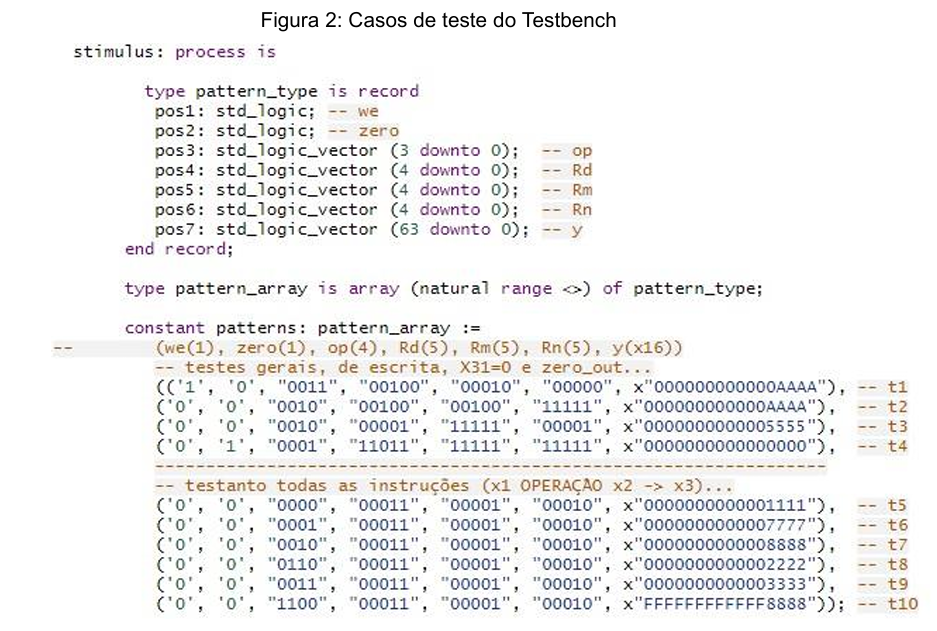 Figura 2: Casos de teste do Testbench
stimulus: process is
type pattern_type is record
pos1: std_logic; -- we
pos2: std_logic; -- zero
pos3: std_logic_vector (3 downto 0); -- op
pos4: std_logic_vector (4 downto 0); -- Rd
pos5: std_logic_vector (4 downto 0); -- Rm
pos6: std_logic_vector (4 downto 0); -- Rn
pos7: std_logic_vector (63 downto 0); -- y
end record;
type pattern_array is array (natural range <>) of pattern_type;
constant patterns: pattern_array :=
-- (we(1), zero(1), op(4), Rd(5), Rm(5), Rn(5), y(x16))
-- testes gerais, de escrita, X31=0 e zero_out...
(('1', '0', "0011", "00100", "00010", "00000", x"000000000000AAAA"), -- t1
('0', '0', "0010", "00100", "00100", "11111", x"000000000000AAAA"), -- t2
('0', '0', "0010", "00001", "11111", "00001", x"0000000000005555"), -- t3
('0', '1', "0001", "11011", "11111", "11111", x"0000000000000000"), -- t4
--------------------------------------------------------------------
-- testanto todas as instruções (x1 OPERAÇÃO x2 -> x3)...
('0', '0', "0000", "00011", "00001", "00010", x"0000000000001111"), -- t5
('0', '0', "0001", "00011", "00001", "00010", x"0000000000007777"), -- t6
('0', '0', "0010", "00011", "00001", "00010", x"0000000000008888"), -- t7
('0', '0', "0110", "00011", "00001", "00010", x"0000000000002222"), -- t8
('0', '0', "0011", "00011", "00001", "00010", x"0000000000003333"), -- t9
('0', '0', "1100", "00011", "00001", "00010", x"FFFFFFFFFFFF8888")); -- t10